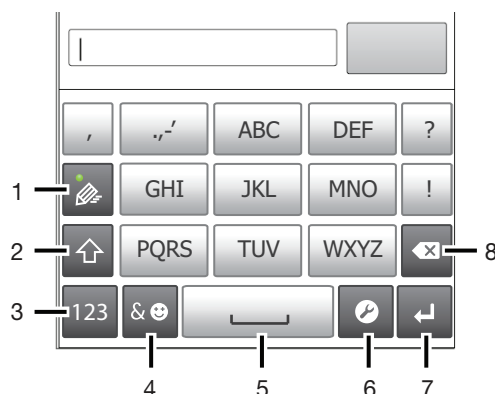 , .,-′ ABC DEF ?
1 GHI JKL MNO !
2 PQRS TUV WXYZ 8
3 123 &
4 5 6 7